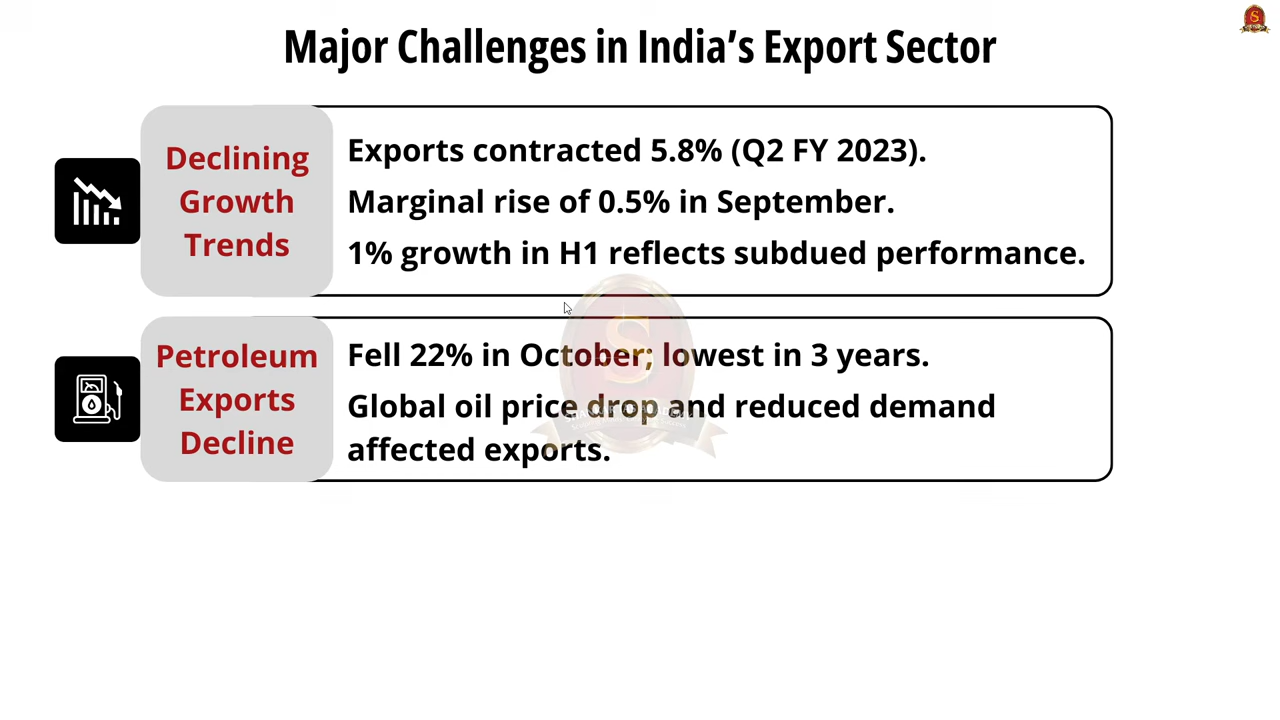 Major Challenges in India's Export Sector
Declining
Growth
Trends
Exports contracted 5.8% (Q2 FY 2023).
Marginal rise of 0.5% in September.
1% growth in H1 reflects subdued performance.
Petroleum
Exports
Decline
Fell 22% in October; lowest in 3 years.
Global oil price drop and reduced demand
affected exports.